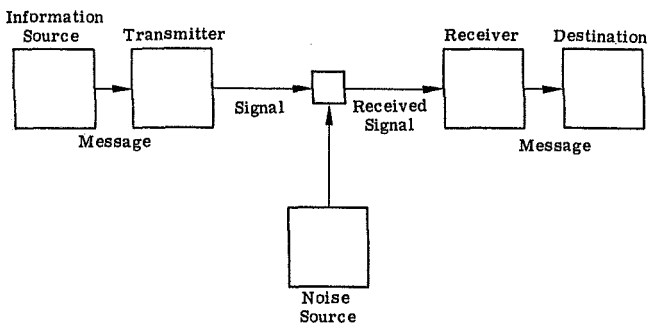 Information
Source
Transmitter
Receiver
Destination
Signal
Received
Signal
Message
Message
Noise
Source